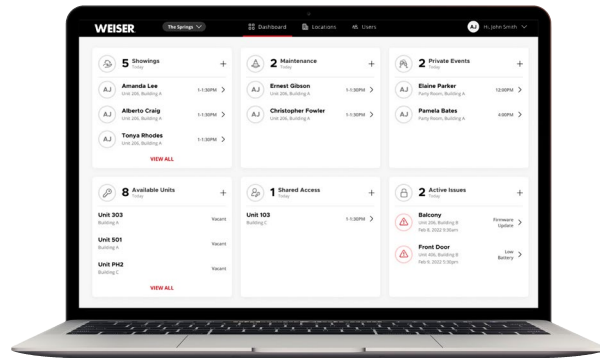 WEISER
The Springs
Dashboard
Locations
Users
AJ
Hi, John Smith
5 Showings
Today
+
AJ
Amanda Lee
Unit 206, Building A
1-1:30PM
AJ
Alberto Craig
Unit 206, Building A
1-1:30PM
AJ
Tonya Rhodes
Unit 206, Building A
1-1:30PM
VIEW ALL
2 Maintenance
Today
+
AJ
Ernest Gibson
Unit 206, Building A
1-1:30PM
AJ
Christopher Fowler
Unit 206, Building A
1-1:30PM
2 Private Events
Today
+
AJ
Elaine Parker
Party Room, Building A
12:00PM
AJ
Pamela Bates
Party Room, Building A
4:00PM
8 Available Units
Today
+
Unit 303
Building A
Vacant
Unit 501
Building A
Vacant
Unit PH2
Building C
Vacant
VIEW ALL
1 Shared Access
Today
+
Unit 103
Building C
1-1:30PM
2 Active Issues
Today
+
Balcony
Unit 206, Building B
Feb 8, 2022 9:30am
Firmware
Update
Front Door
Unit 406, Building B
Feb 8, 2022 5:30pm
Low
Battery